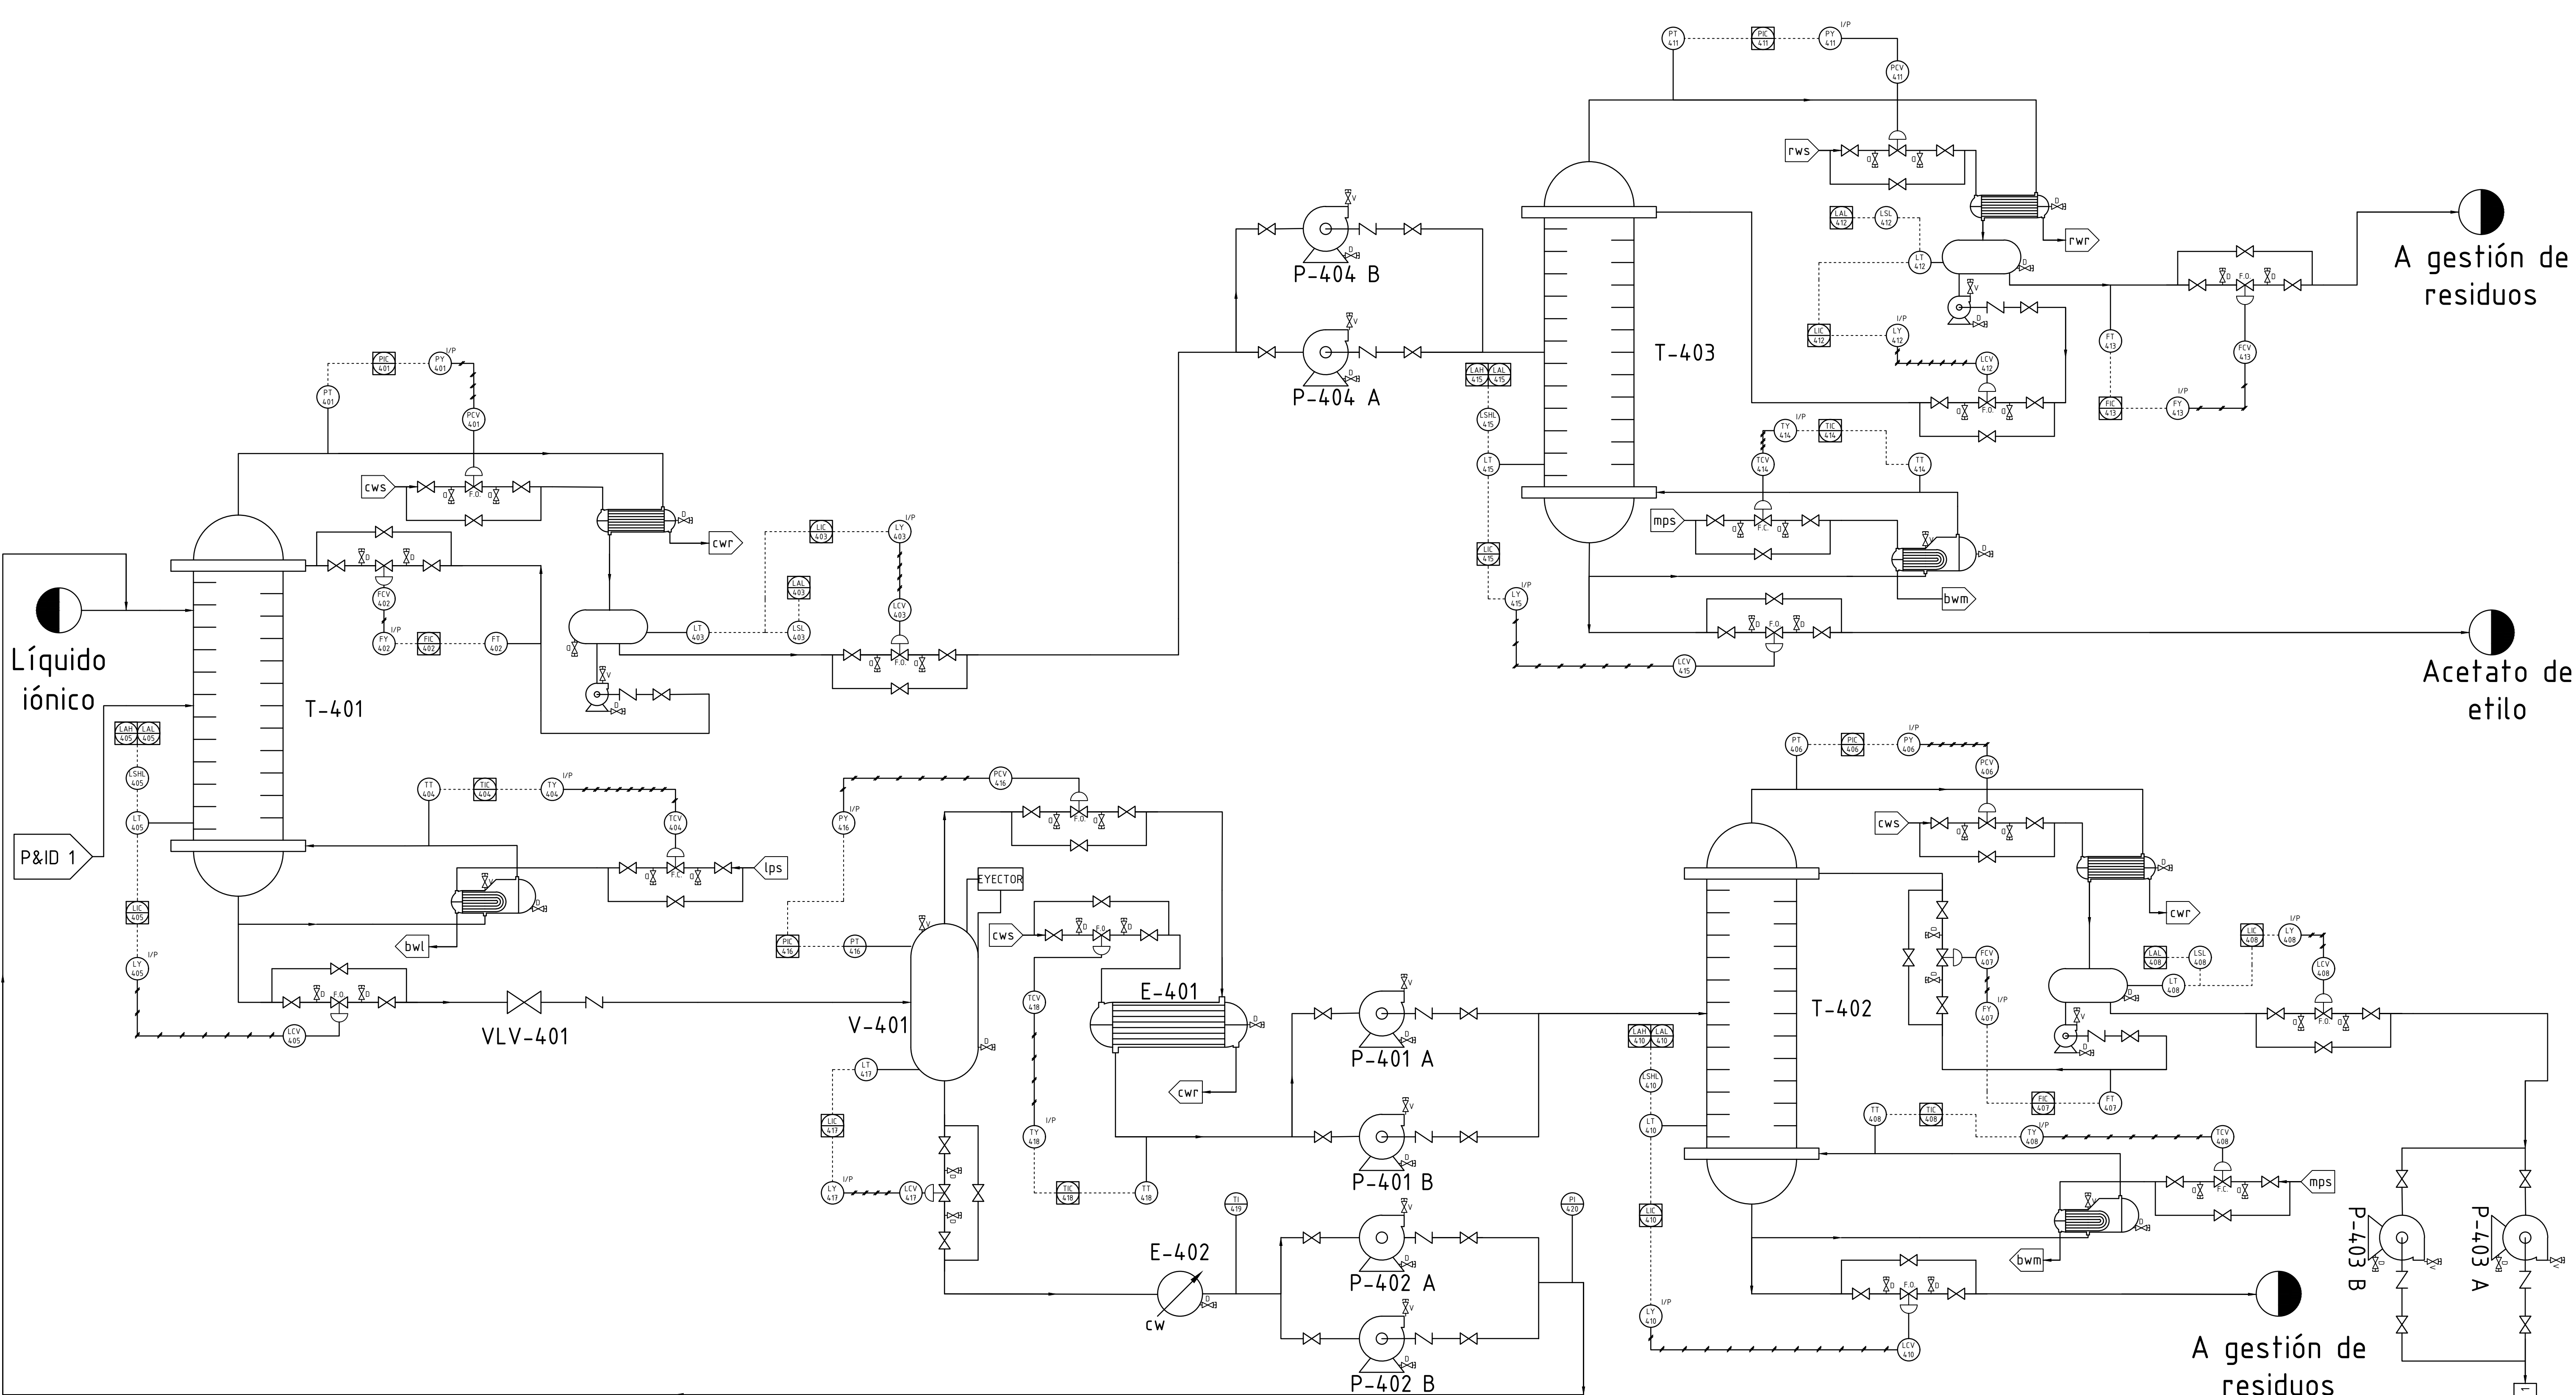 PT
411
PIC
411
PY
411
I/P
PCV
411
rws
D
D
D
rwr
LAL
412
LSL
412
LT
412
D
V
D
LIC
412
LY
412
I/P
LCV
412
D
F.O.
D
FT
413
FIC
413
FY
413
I/P
FCV
413
D
F.O.
D
A gestión de
residuos
V
D
P-404 B
V
D
P-404 A
T-403
LAH
415
LAL
415
LSHL
415
LT
415
LIC
415
LY
415
I/P
LCV
415
D
F.O.
D
TY
414
I/P
TIC
414
TT
414
TCV
414
mps
D
F.C.
D
V
D
bwm
Acetato de
etilo
PT
401
PIC
401
PY
401
I/P
PCV
401
cws
D
F.O.
D
D
cwr
D
D
FCV
402
FY
402
I/P
FIC
402
FT
402
LIC
403
LY
403
I/P
LAL
403
LSL
403
LT
403
LCV
403
D
F.O.
D
D
V
D
Líquido
iónico
T-401
P&ID 1
LAH
405
LAL
405
LSHL
405
LT
405
LIC
405
LY
405
I/P
LCV
405
D
F.O.
D
TT
404
TIC
404
TY
404
I/P
TCV
404
lps
D
F.C.
D
V
D
bwl
VLV-401
PCV
416
PY
416
I/P
PIC
416
PT
416
D
F.O.
D
EYECTOR
V
V-401
D
cws
D
F.O.
D
E-401
D
cwr
TCV
418
TY
418
I/P
TIC
418
TT
418
LT
417
LIC
417
LY
417
I/P
LCV
417
D
D
V
D
P-401 A
V
D
P-401 B
TI
419
PI
420
E-402
cw
D
V
D
P-402 A
V
D
P-402 B
PT
406
PIC
406
PY
406
I/P
PCV
406
cws
D
D
D
cwr
T-402
D
D
FCV
407
FY
407
I/P
FIC
407
FT
407
LAL
408
LSL
408
LT
408
LIC
408
LY
408
I/P
LCV
408
D
F.O.
D
D
V
D
LAH
410
LAL
410
LSHL
410
LT
410
LIC
410
LY
410
I/P
LCV
410
D
F.O.
D
TT
408
TIC
408
TY
408
I/P
TCV
408
mps
D
F.C.
D
V
D
bwm
A gestión de
residuos
P-403 B
D
V
P-403 A
D
V
1